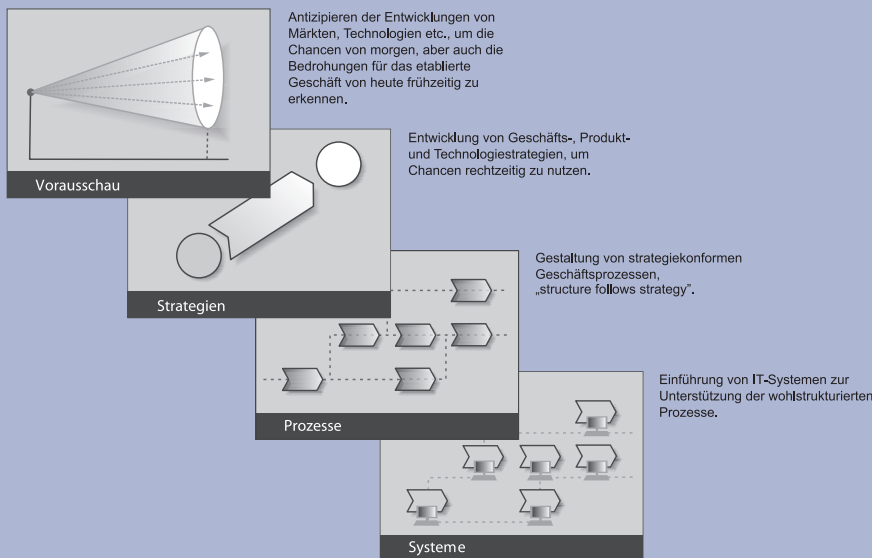 Antizipieren der Entwicklungen von
Märkten, Technologien etc., um die
Chancen von morgen, aber auch die
Bedrohungen für das etablierte
Geschäft von heute frühzeitig zu
erkennen.
Vorausschau
Entwicklung von Geschäfts-, Produkt-
und Technologiestrategien, um
Chancen rechtzeitig zu nutzen.
Strategien
Gestaltung von strategiekonformen
Geschäftsprozessen,
„structure follows strategy”.
Prozesse
Einführung von IT-Systemen zur
Unterstützung der wohlstrukturierten
Prozesse.
Systeme